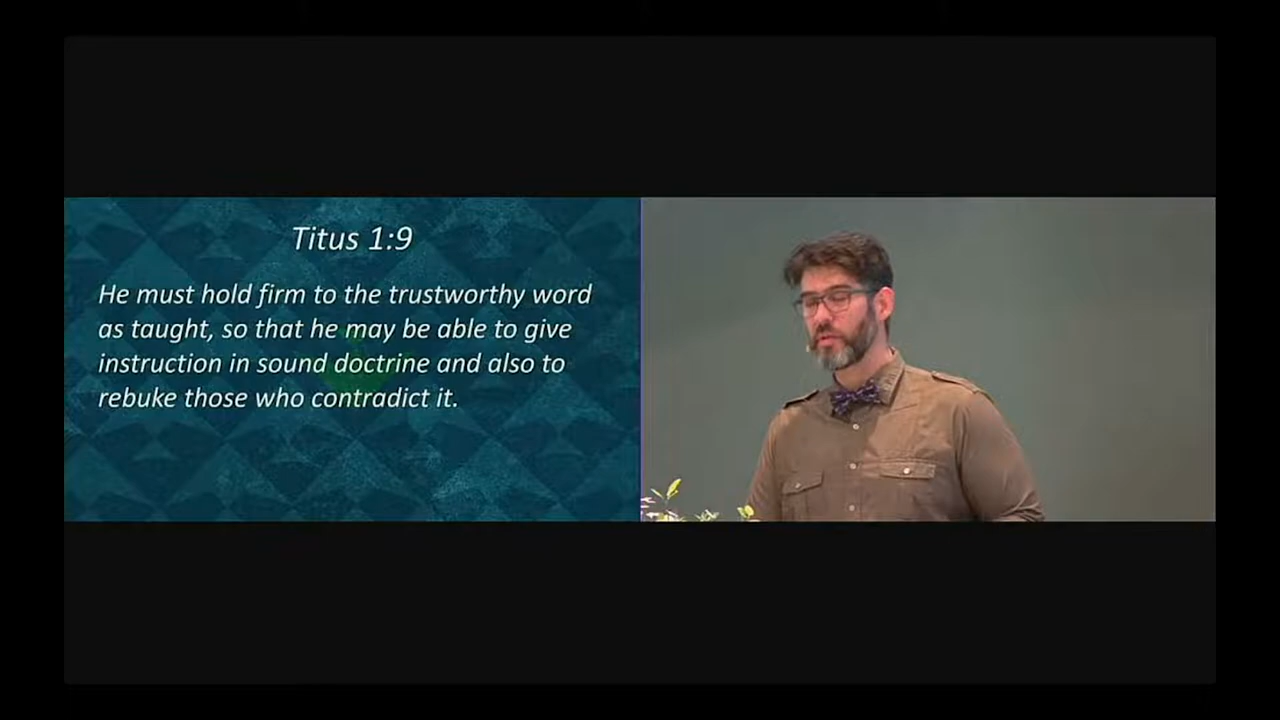 Titus 1:9
He must hold firm to the trustworthy word
as taught, so that he may be able to give
instruction in sound doctrine and also to
rebuke those who contradict it.